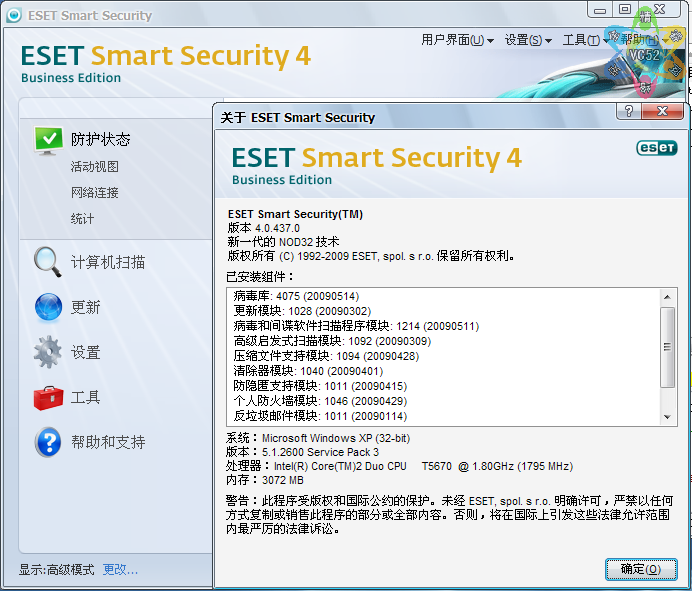 ESET Smart Security
用户界面(U) 设置(S) 工具(T) 帮助(H)
VC52
ESET Smart Security 4
Business Edition
防护状态
活动视图
网络连接
统计
计算机扫描
更新
设置
工具
帮助和支持
显示:高级模式 更改...
关于 ESET Smart Security
ESET Smart Security 4
Business Edition
eset
ESET Smart Security(TM)
版本 4.0.437.0
新一代的 NOD32 技术
版权所有 (C) 1992-2009 ESET, spol. s r.o. 保留所有权利。
已安装组件：
病毒库: 4075 (20090514)
更新模块: 1028 (20090302)
病毒和间谍软件扫描程序模块: 1214 (20090511)
高级启发式扫描模块: 1092 (20090309)
压缩文件支持模块: 1094 (20090428)
清除器模块: 1040 (20090401)
防隐匿支持模块: 1011 (20090415)
个人防火墙模块: 1046 (20090429)
反垃圾邮件模块: 1011 (20090114)
系统：Microsoft Windows XP (32-bit)
版本：5.1.2600 Service Pack 3
处理器：Intel(R) Core(TM)2 Duo CPU T5670 @ 1.80GHz (1795 MHz)
内存：3072 MB
警告：此程序受版权和国际公约的保护。未经 ESET, spol. s r.o. 明确许可，严禁以任何
方式复制或销售此程序的部分或全部内容。否则，将在国际上引发这些法律允许范围
内最严厉的法律诉讼。
确定(O)